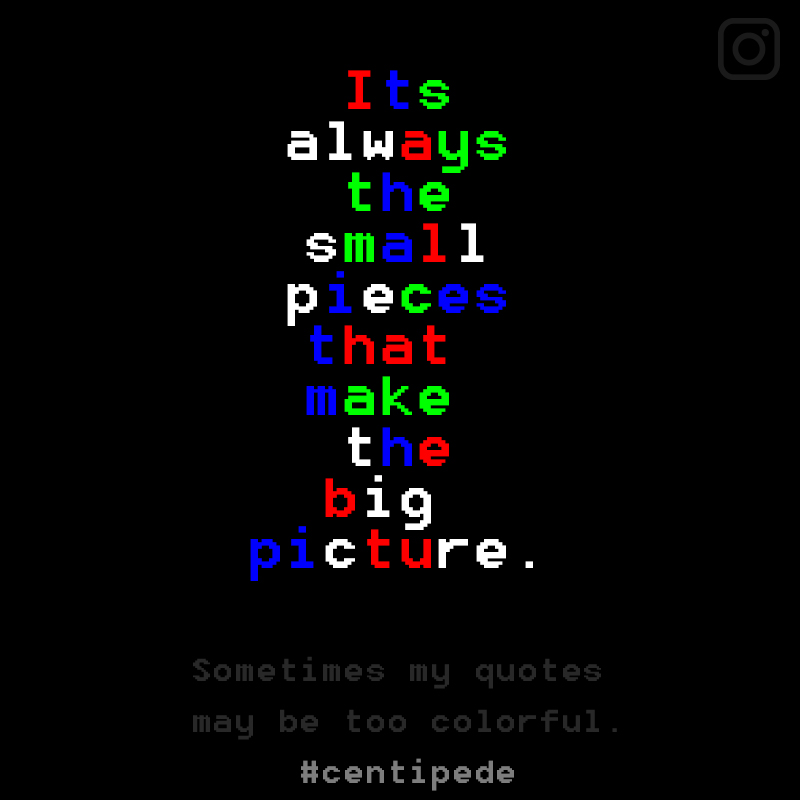 Its
always
the
small
pieces
that
make
the
big
picture.
Sometimes my quotes
may be too colorful.
#centipede